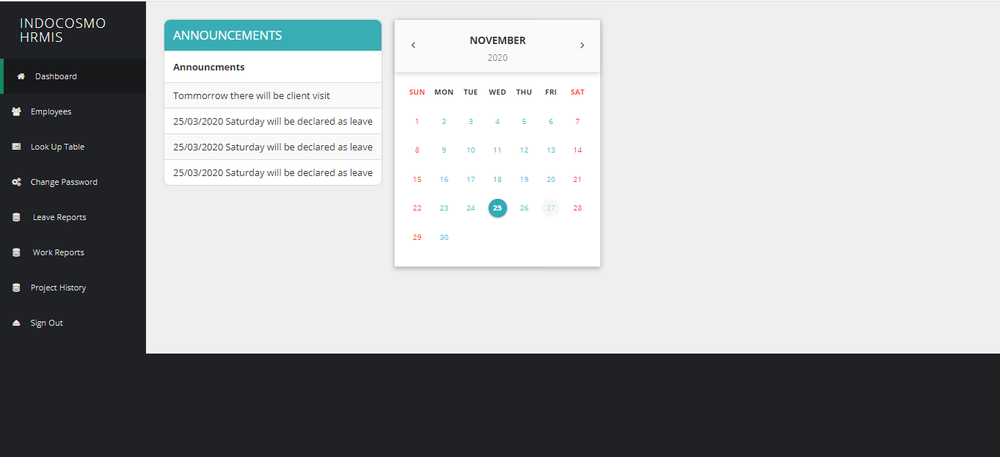 INDOCOSMO
HRMIS
Dashboard
Employees
Look Up Table
Change Password
Leave Reports
Work Reports
Project History
Sign Out
ANNOUNCEMENTS
Announcments
Tommorrow there will be client visit
25/03/2020 Saturday will be declared as leave
25/03/2020 Saturday will be declared as leave
25/03/2020 Saturday will be declared as leave
NOVEMBER
2020
SUN MON TUE WED THU FRI SAT
1 2 3 4 5 6 7
8 9 10 11 12 13 14
15 16 17 18 19 20 21
22 23 24 25 26 27 28
29 30